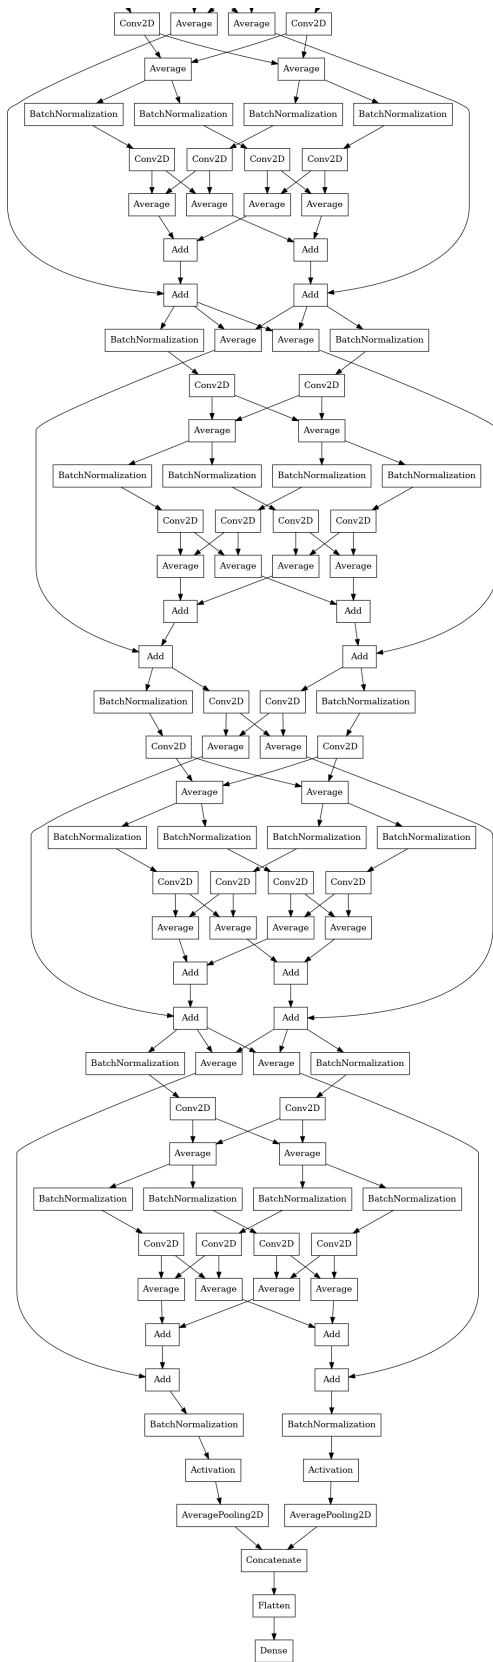 Conv2D Average Average Conv2D
Average Average
BatchNormalization BatchNormalization BatchNormalization BatchNormalization
Conv2D Conv2D Conv2D Conv2D
Average Average Average Average
Add Add
Add Add
BatchNormalization Average Average BatchNormalization
Conv2D Conv2D
Average Average
BatchNormalization BatchNormalization BatchNormalization BatchNormalization
Conv2D Conv2D Conv2D Conv2D
Average Average Average Average
Add Add
Add Add
BatchNormalization Conv2D Conv2D BatchNormalization
Conv2D Average Average Conv2D
Average Average
BatchNormalization BatchNormalization BatchNormalization BatchNormalization
Conv2D Conv2D Conv2D Conv2D
Average Average Average Average
Add Add
Add Add
BatchNormalization Average Average BatchNormalization
Conv2D Conv2D
Average Average
BatchNormalization BatchNormalization BatchNormalization BatchNormalization
Conv2D Conv2D Conv2D Conv2D
Average Average Average Average
Add Add
Add Add
BatchNormalization BatchNormalization
Activation Activation
AveragePooling2D AveragePooling2D
Concatenate
Flatten
Dense